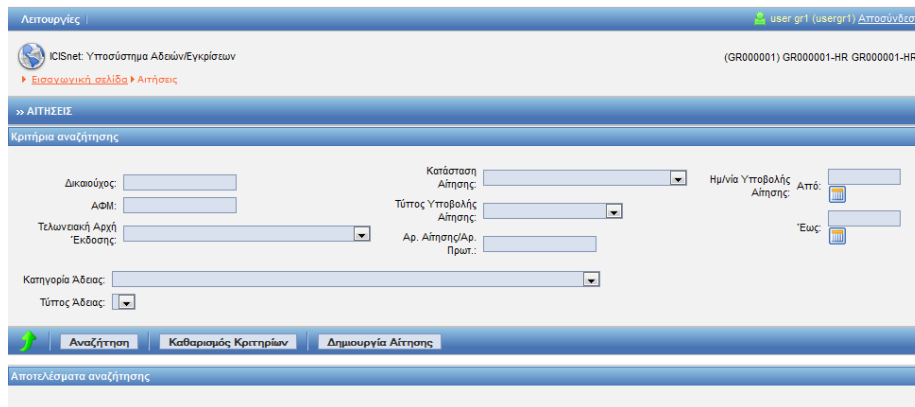 Λειτουργίες
user gr1 (usergr1) Αποσύνδεσ
ICISnet: Υποσύστημα Αδειών/Εγκρίσεων
(GR000001) GR000001-HR GR000001-HR
Εισαγωγική σελίδα Αιτήσεις
>> ΑΙΤΗΣΕΙΣ
Κριτήρια αναζήτησης
Δικαιούχος:
ΑΦΜ:
Τελωνειακή Αρχή
Έκδοσης:
Κατάσταση
Αίτησης:
Τύπος Υποβολής
Αίτησης:
Αρ. Αίτησης/Αρ.
Πρωτ.:
Ημ/νία Υποβολής
Αίτησης:
Από:
Έως:
Κατηγορία Άδειας:
Τύπος Άδειας:
Αναζήτηση
Καθαρισμός Κριτηρίων
Δημιουργία Αίτησης
Αποτελέσματα αναζήτησης